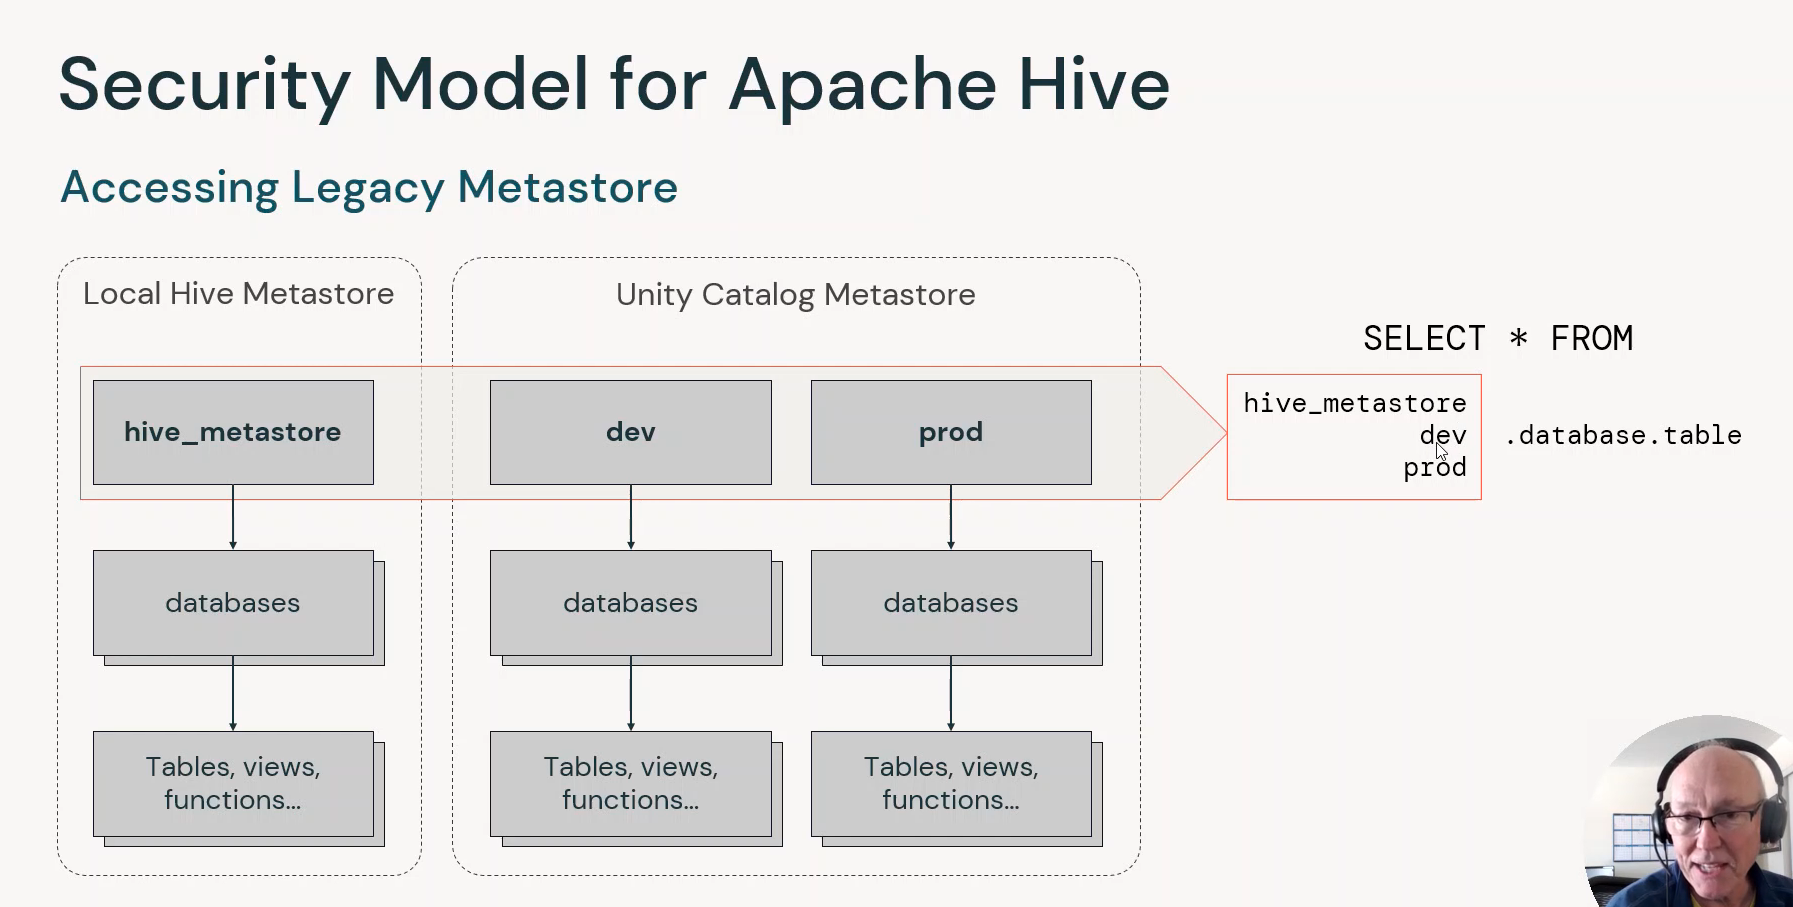 Security Model for Apache Hive
Accessing Legacy Metastore
Local Hive Metastore
Unity Catalog Metastore
SELECT * FROM
hive_metastore
dev
prod
hive_metastore
dev
prod
.database.table
databases
databases
databases
Tables, views,
functions...
Tables, views,
functions...
Tables, views,
functions...